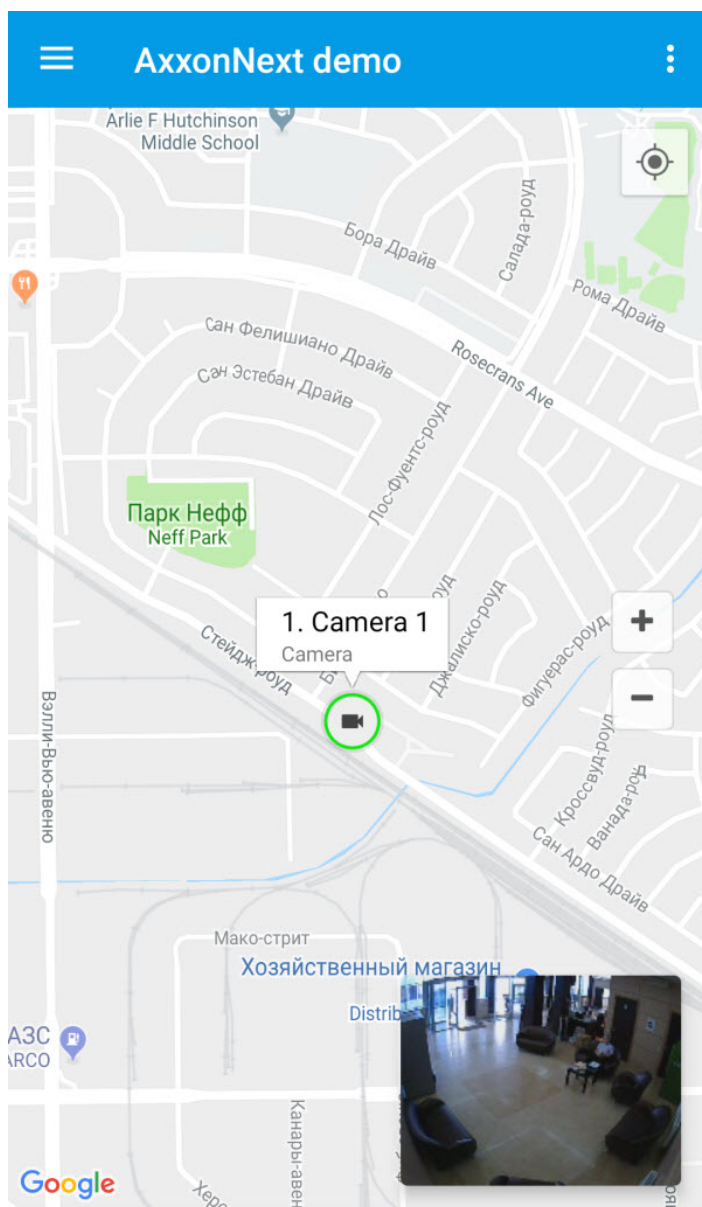 AxxonNext demo
Arlie F Hutchinson
Middle School
Бора Драйв
Салада-роуд
Рома Драйв
Сан Фелишиано Драйв
Rosecrans Ave
Сан Эстебан Драйв
Лос-Фуентс-роуд
Парк Нефф
Neff Park
1. Camera 1
Camera
Стейдж-роуд
Джалиско-роуд
Фигуерас-роуд
+
−
Вэлли-Вью-авеню
Кроссвуд-роуд
Ванада-роуд
Сан Ардо Драйв
Мако-стрит
Хозяйственный магазин
Distrib
АЗС
ARCO
Канары-авен
Google